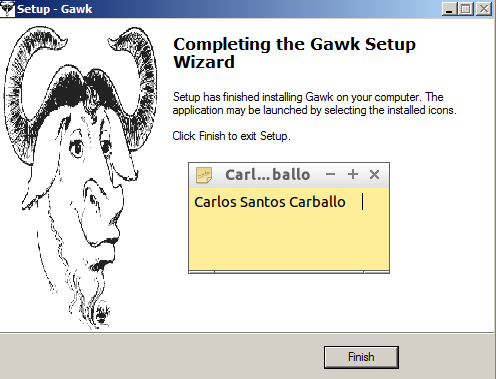 Setup - Gawk
Completing the Gawk Setup
Wizard
Setup has finished installing Gawk on your computer. The
application may be launched by selecting the installed icons.
Click Finish to exit Setup.
Carl...ballo
Carlos Santos Carballo
Finish